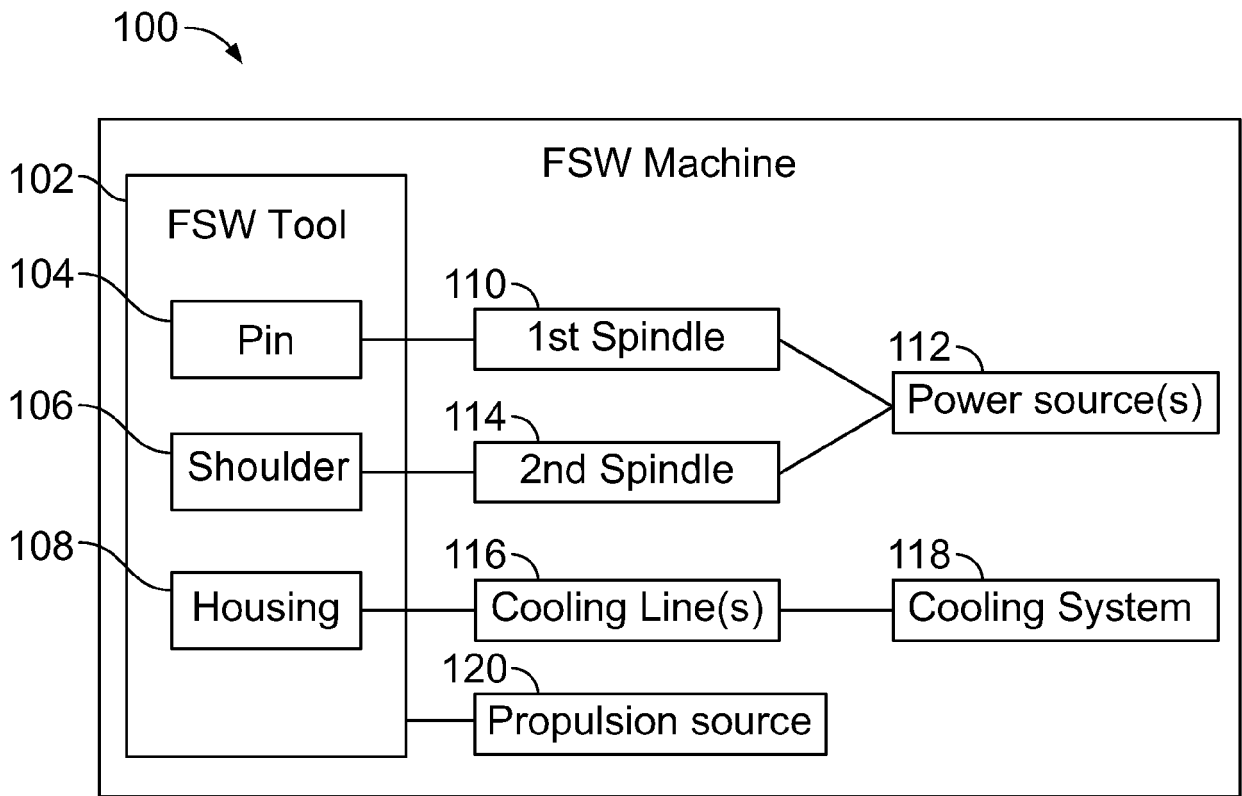 100
FSW Machine
102
FSW Tool
104
Pin
110
1st Spindle
112
Power source(s)
106
Shoulder
114
2nd Spindle
108
Housing
116
Cooling Line(s)
118
Cooling System
120
Propulsion source